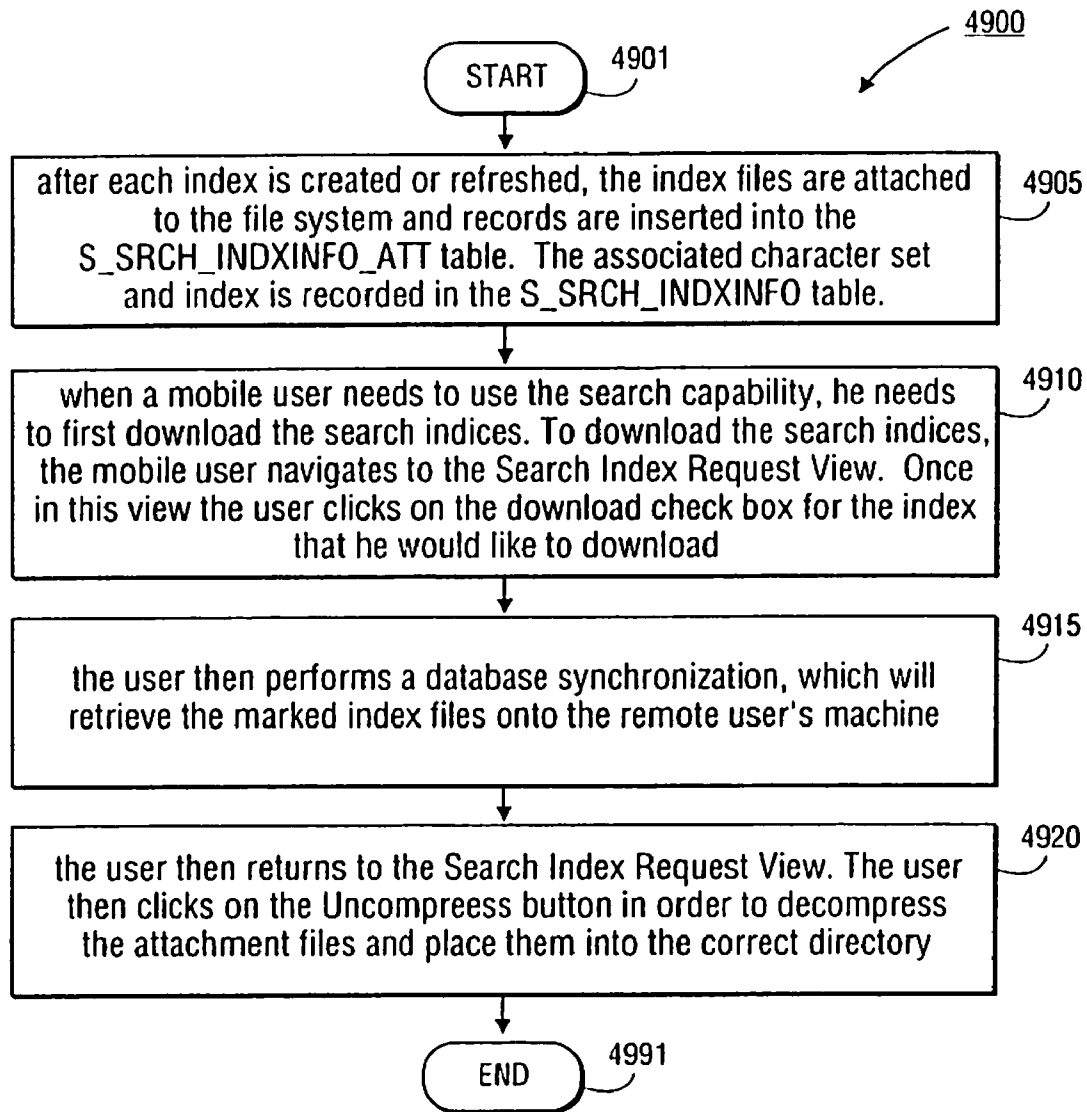 4900
START
4901
after each index is created or refreshed, the index files are attached
to the file system and records are inserted into the
S_SRCH_INDXINFO_ATT table. The associated character set
and index is recorded in the S_SRCH_INDXINFO table.
4905
when a mobile user needs to use the search capability, he needs
to first download the search indices. To download the search indices,
the mobile user navigates to the Search Index Request View. Once
in this view the user clicks on the download check box for the index
that he would like to download
4910
the user then performs a database synchronization, which will
retrieve the marked index files onto the remote user's machine
4915
the user then returns to the Search Index Request View. The user
then clicks on the Uncompreess button in order to decompress
the attachment files and place them into the correct directory
4920
END
4991